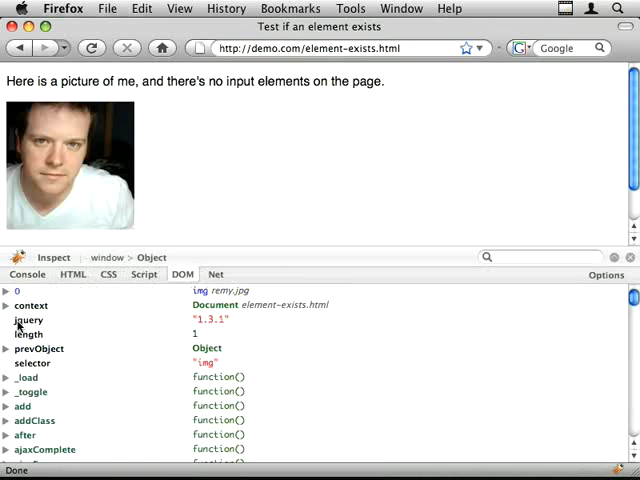 Firefox File Edit View History Bookmarks Tools Window Help
Test if an element exists
http://demo.com/element-exists.html
G Google
Here is a picture of me, and there's no input elements on the page.
Inspect window > Object
Console HTML CSS Script DOM Net Options
0 img remy.jpg
context Document element-exists.html
jquery "1.3.1"
length 1
prevObject Object
selector "img"
_load function()
_toggle function()
add function()
addClass function()
after function()
ajaxComplete function()
Done